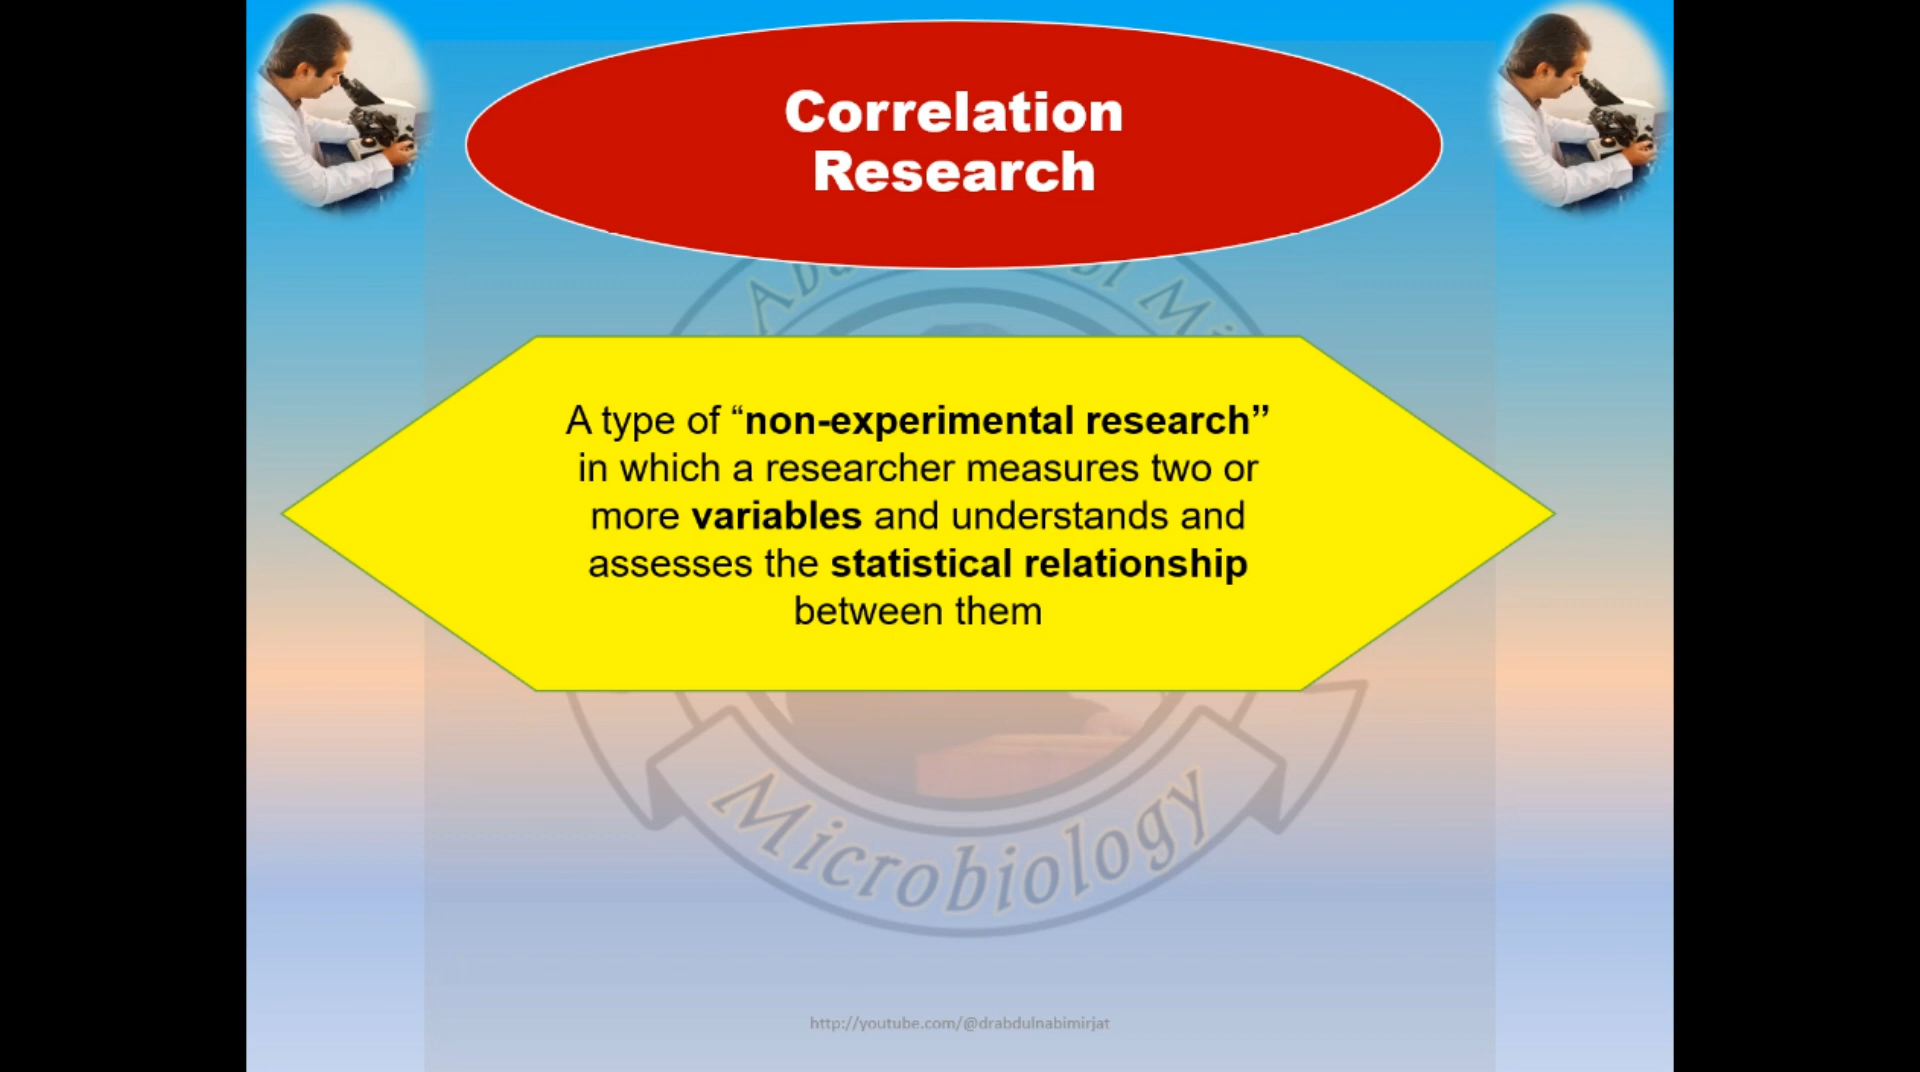 Correlation
Research
A type of “non-experimental research”
in which a researcher measures two or
more variables and understands and
assesses the statistical relationship
between them
Microbiology
http://youtube.com/@drabdulnabimirjat